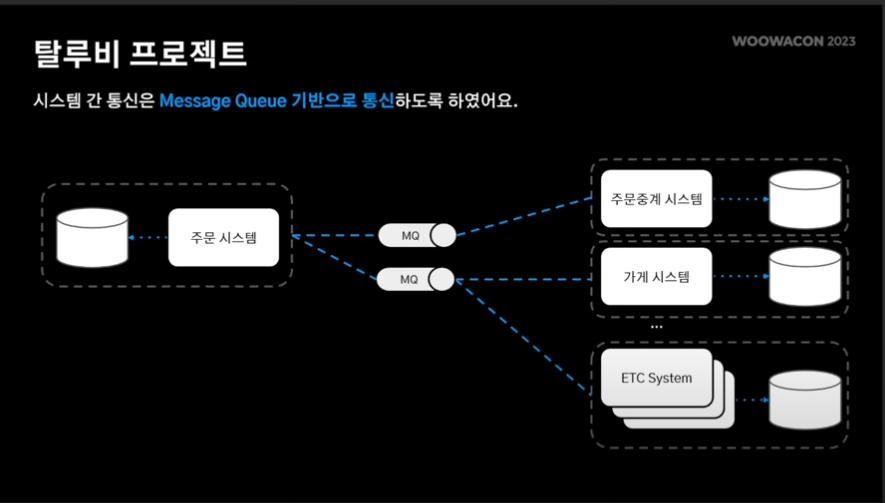 탈루비 프로젝트
WOOWACON 2023
시스템 간 통신은 Message Queue 기반으로 통신하도록 하였어요.
주문 시스템
MQ
MQ
주문중계 시스템
가게 시스템
...
ETC System